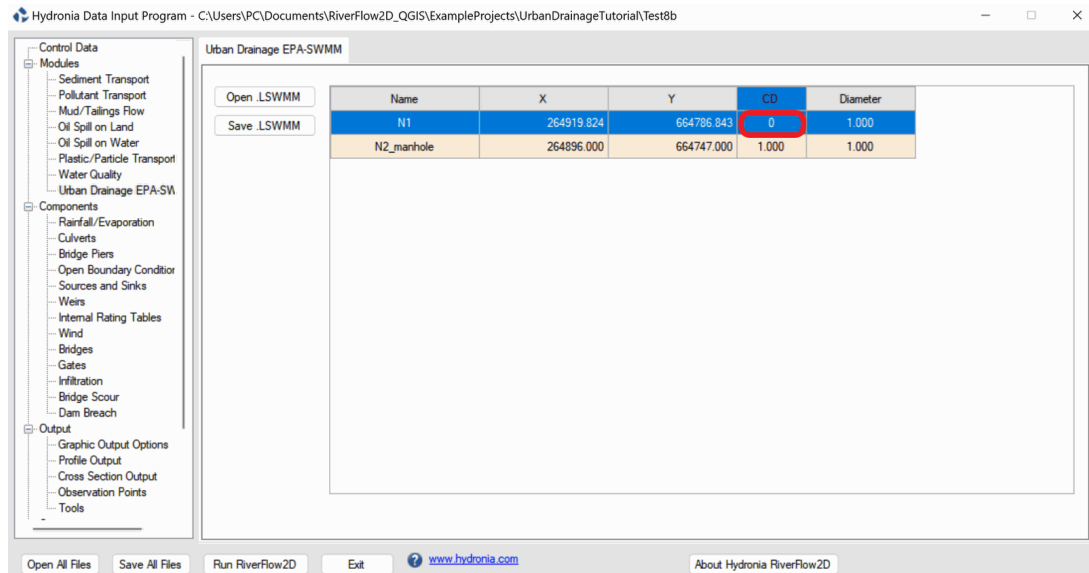 Hydronia Data Input Program - C:\Users\PC\Documents\RiverFlow2D_QGIS\ExampleProjects\UrbanDrainageTutorial\Test8b
Control Data
Modules
Sediment Transport
Pollutant Transport
Mud/Tailings Flow
Oil Spill on Land
Oil Spill on Water
Plastic/Particle Transport
Water Quality
Urban Drainage EPA-SW
Components
Rainfall/Evaporation
Culverts
Bridge Piers
Open Boundary Condition
Sources and Sinks
Weirs
Internal Rating Tables
Wind
Bridges
Gates
Infiltration
Bridge Scour
Dam Breach
Output
Graphic Output Options
Profile Output
Cross Section Output
Observation Points
Tools
Urban Drainage EPA-SWMM
Open .LSWMM
Save .LSWMM
Name X Y CD Diameter
N1 264919.824 664786.843 0 1.000
N2_manhole 264896.000 664747.000 1.000 1.000
Open All Files Save All Files Run RiverFlow2D Exit ? www.hydronia.com About Hydronia RiverFlow2D